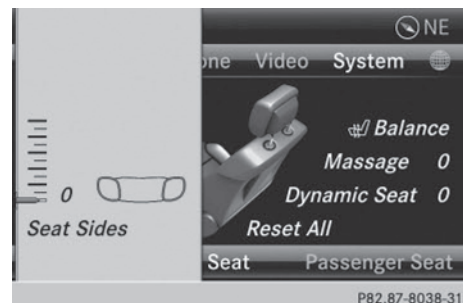 NE
one Video System
Balance
Massage 0
0
Dynamic Seat 0
Seat Sides
Reset All
Seat Passenger Seat
P82.87-8038-31